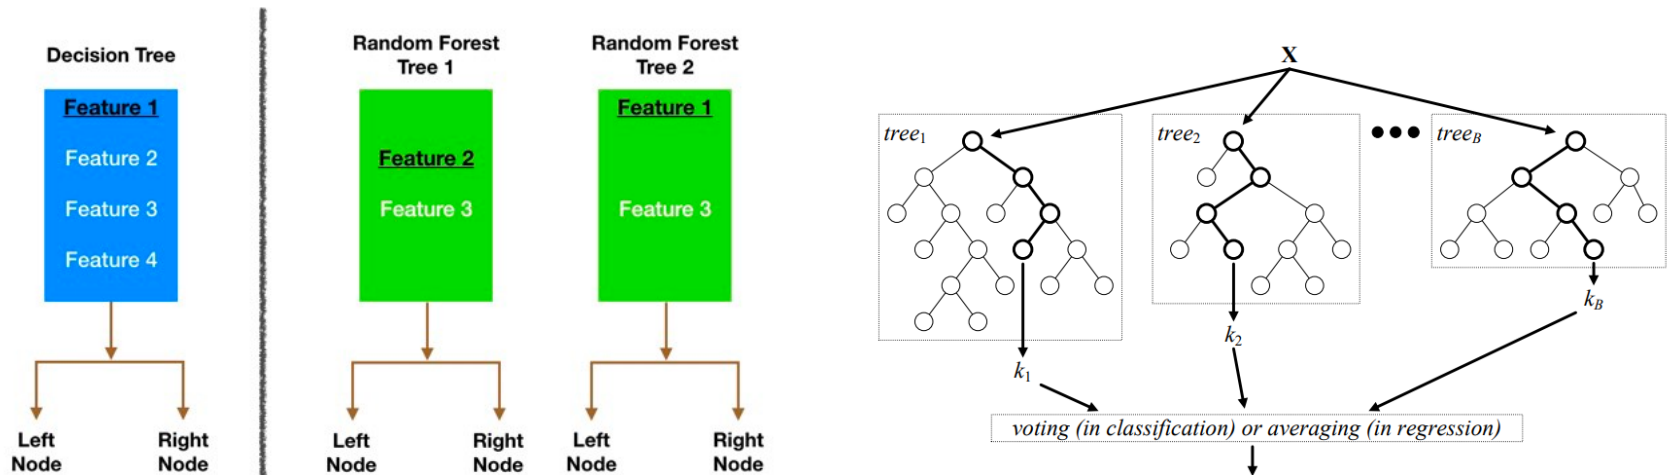 Decision Tree
Feature 1
Feature 2
Feature 3
Feature 4
Left
Node
Right
Node
Random Forest
Tree 1
Feature 2
Feature 3
Left
Node
Right
Node
Random Forest
Tree 2
Feature 1
Feature 3
Left
Node
Right
Node
X
tree₁
tree₂
●●●
tree_B
k₁
k₂
k_B
voting (in classification) or averaging (in regression)